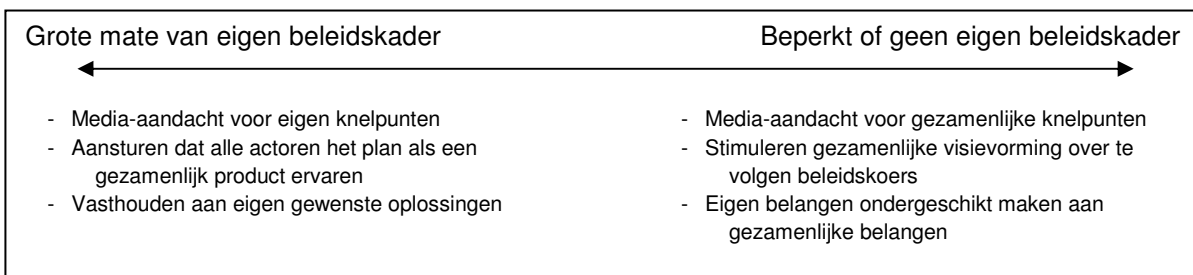 Grote mate van eigen beleidskader
Beperkt of geen eigen beleidskader
- Media-aandacht voor eigen knelpunten
- Aansturen dat alle actoren het plan als een
gezamenlijk product ervaren
- Vasthouden aan eigen gewenste oplossingen
- Media-aandacht voor gezamenlijke knelpunten
- Stimuleren gezamenlijke visievorming over te
volgen beleidskoers
- Eigen belangen ondergeschikt maken aan
gezamenlijke belangen